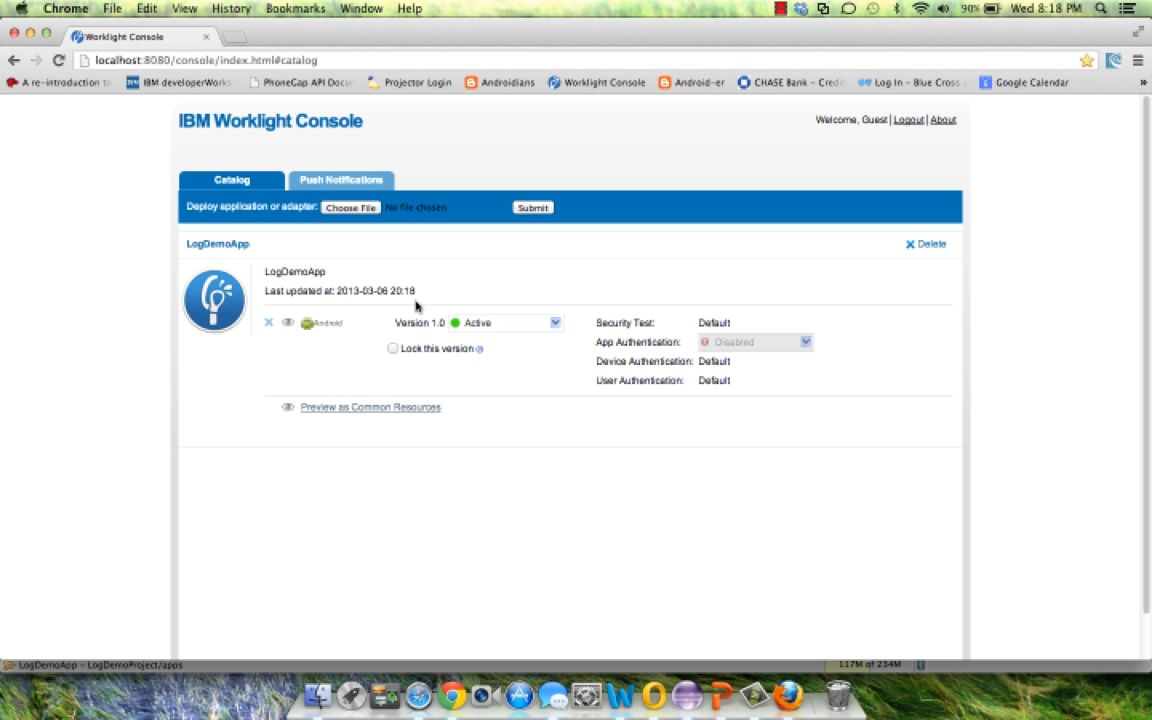 Chrome File Edit View History Bookmarks Window Help 90% Wed 8:18 PM
Worklight Console
localhost:8080/console/index.html#catalog
A re-introduction to IBM developerWorks PhoneGap API Docu Projector Login Androidians Worklight Console Android-er CHASE Bank – Credi Log In – Blue Cross Google Calendar »
IBM Worklight Console
Welcome, Guest | Logout | About
Catalog Push Notifications
Deploy application or adapter: Choose File No file chosen Submit
LogDemoApp Delete
LogDemoApp
Last updated at: 2013-03-06 20:18
Android Version 1.0 Active Security Test: Default
App Authentication: Disabled
Lock this version
Device Authentication: Default
User Authentication: Default
Preview as Common Resources
LogDemoApp – LogDemoProject/apps 117M of 234M